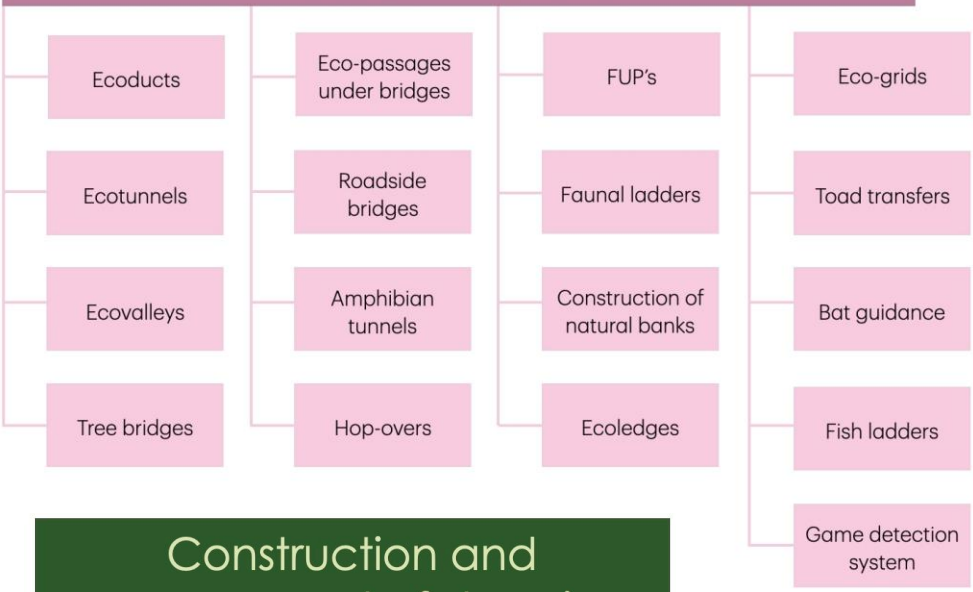 Ecoducts
Ecotunnels
Ecovalleys
Tree bridges
Eco-passages
under bridges
Roadside
bridges
Amphibian
tunnels
Hop-overs
FUP's
Faunal ladders
Construction of
natural banks
Ecoledges
Eco-grids
Toad transfers
Bat guidance
Fish ladders
Game detection
system
Construction and